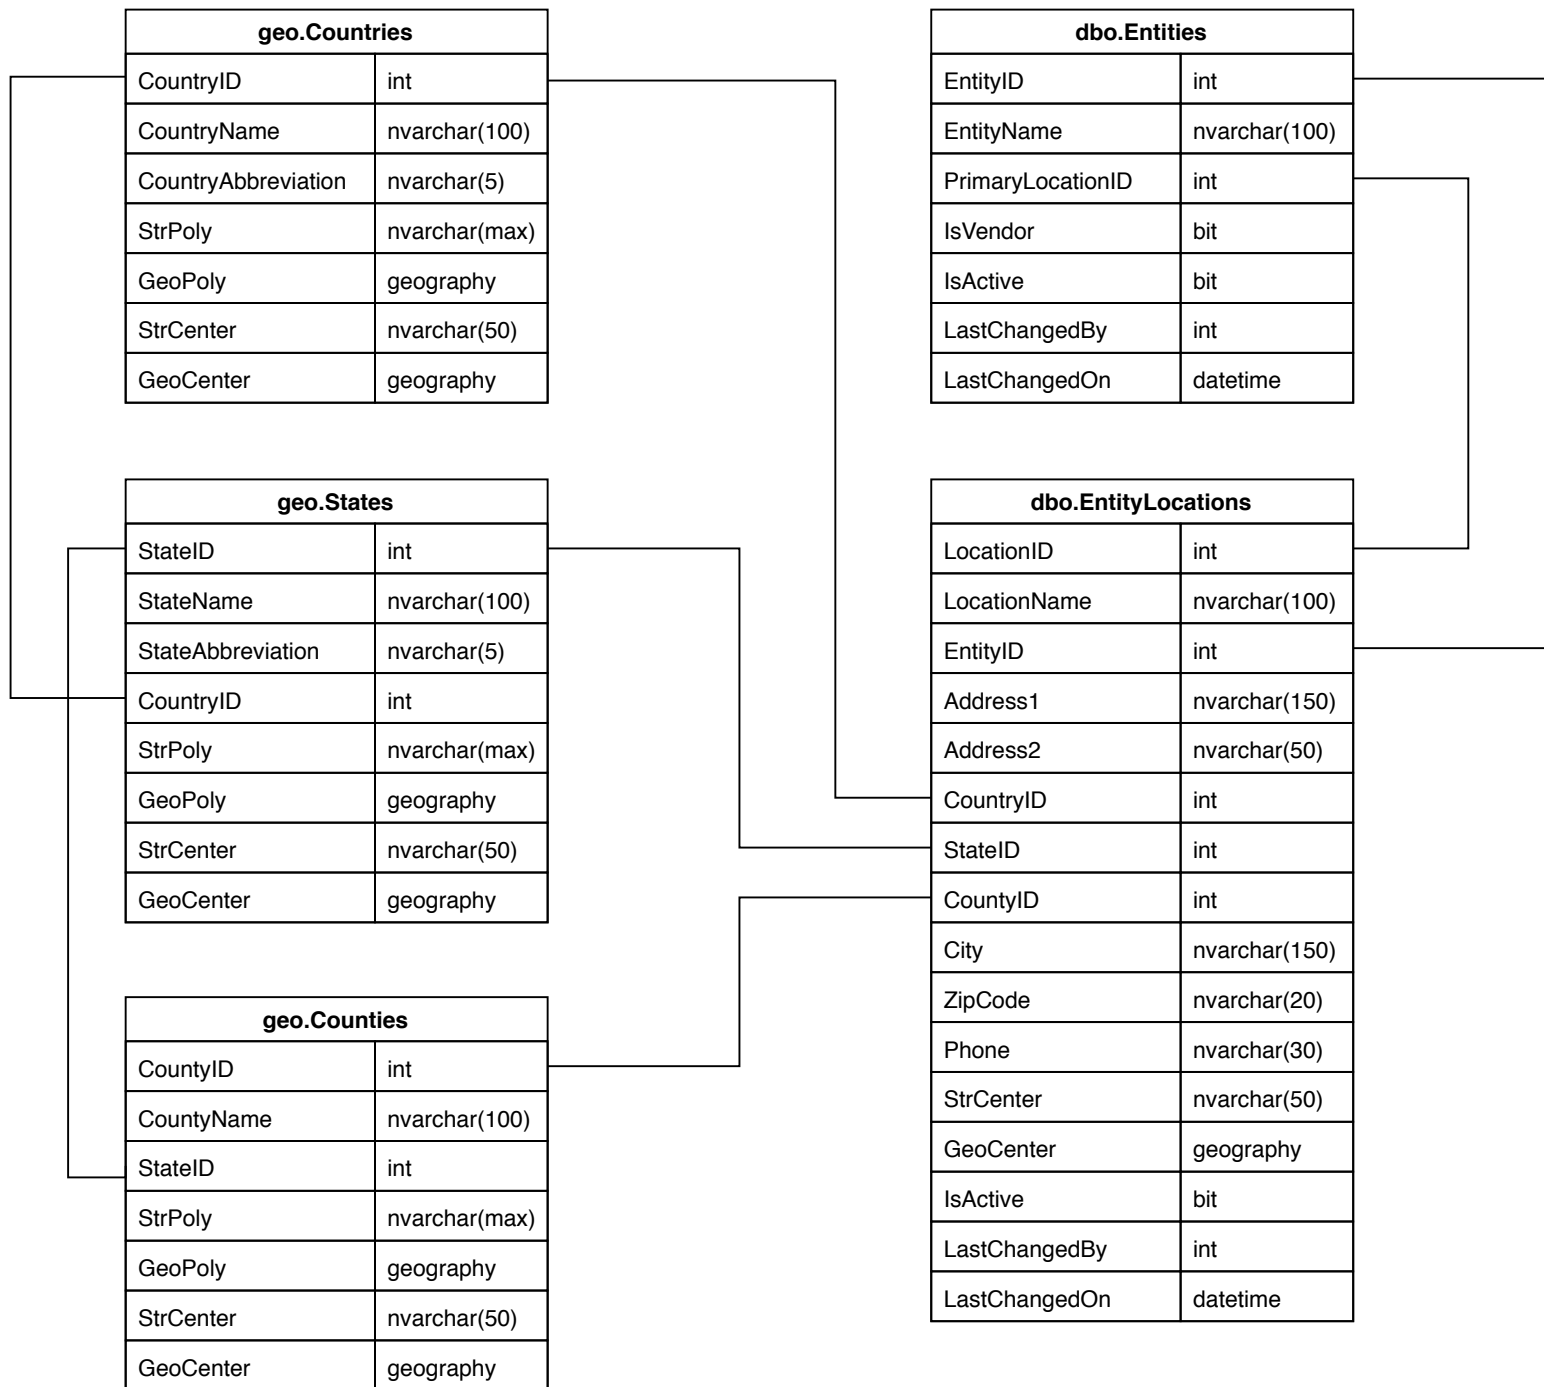 geo.Countries
CountryID int
CountryName nvarchar(100)
CountryAbbreviation nvarchar(5)
StrPoly nvarchar(max)
GeoPoly geography
StrCenter nvarchar(50)
GeoCenter geography
geo.States
StateID int
StateName nvarchar(100)
StateAbbreviation nvarchar(5)
CountryID int
StrPoly nvarchar(max)
GeoPoly geography
StrCenter nvarchar(50)
GeoCenter geography
geo.Counties
CountyID int
CountyName nvarchar(100)
StateID int
StrPoly nvarchar(max)
GeoPoly geography
StrCenter nvarchar(50)
GeoCenter geography
dbo.Entities
EntityID int
EntityName nvarchar(100)
PrimaryLocationID int
IsVendor bit
IsActive bit
LastChangedBy int
LastChangedOn datetime
dbo.EntityLocations
LocationID int
LocationName nvarchar(100)
EntityID int
Address1 nvarchar(150)
Address2 nvarchar(50)
CountryID int
StateID int
CountyID int
City nvarchar(150)
ZipCode nvarchar(20)
Phone nvarchar(30)
StrCenter nvarchar(50)
GeoCenter geography
IsActive bit
LastChangedBy int
LastChangedOn datetime